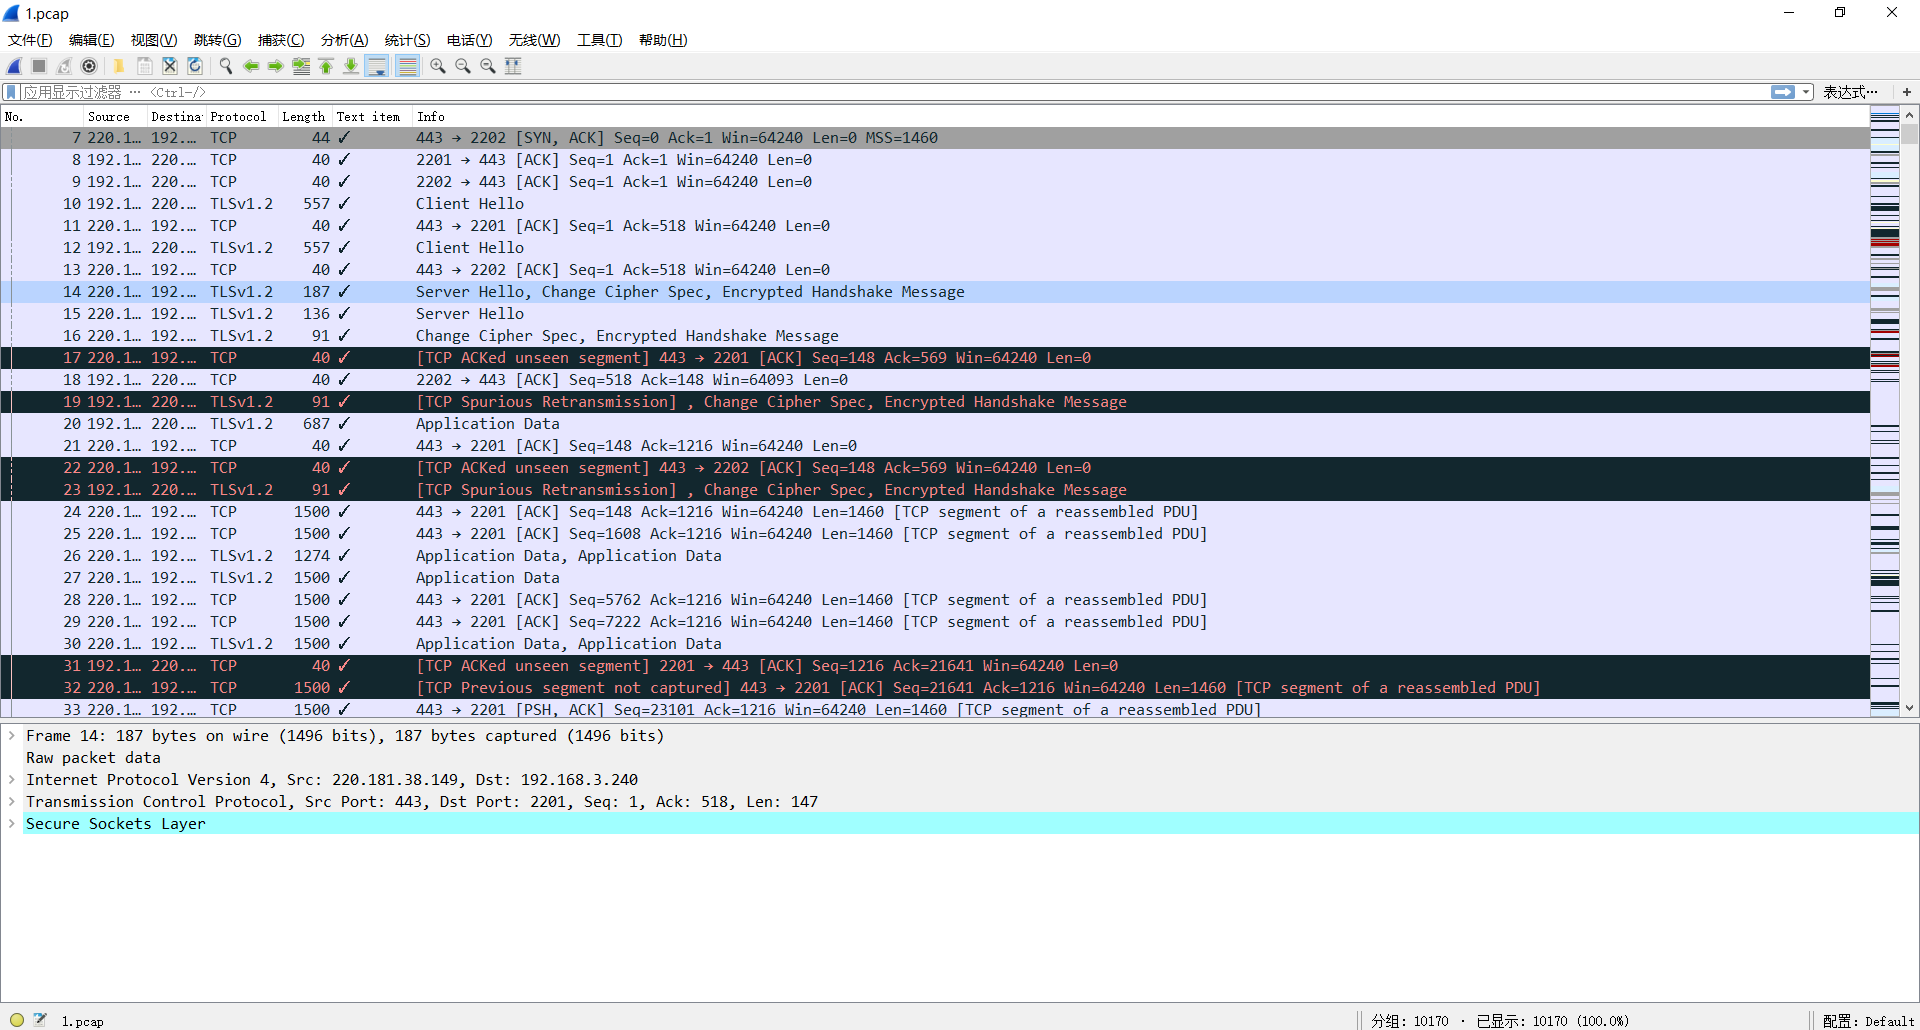 1.pcap
文件(F) 编辑(E) 视图(V) 跳转(G) 捕获(C) 分析(A) 统计(S) 电话(Y) 无线(W) 工具(T) 帮助(H)
应用显示过滤器 … <Ctrl-/> 表达式… +
No. Source Destina Protocol Length Text item Info
7 220.1… 192.… TCP 44 ✓ 443 → 2202 [SYN, ACK] Seq=0 Ack=1 Win=64240 Len=0 MSS=1460
8 192.1… 220.… TCP 40 ✓ 2201 → 443 [ACK] Seq=1 Ack=1 Win=64240 Len=0
9 192.1… 220.… TCP 40 ✓ 2202 → 443 [ACK] Seq=1 Ack=1 Win=64240 Len=0
10 192.1… 220.… TLSv1.2 557 ✓ Client Hello
11 220.1… 192.… TCP 40 ✓ 443 → 2201 [ACK] Seq=1 Ack=518 Win=64240 Len=0
12 192.1… 220.… TLSv1.2 557 ✓ Client Hello
13 220.1… 192.… TCP 40 ✓ 443 → 2202 [ACK] Seq=1 Ack=518 Win=64240 Len=0
14 220.1… 192.… TLSv1.2 187 ✓ Server Hello, Change Cipher Spec, Encrypted Handshake Message
15 220.1… 192.… TLSv1.2 136 ✓ Server Hello
16 220.1… 192.… TLSv1.2 91 ✓ Change Cipher Spec, Encrypted Handshake Message
17 220.1… 192.… TCP 40 ✓ [TCP ACKed unseen segment] 443 → 2201 [ACK] Seq=148 Ack=569 Win=64240 Len=0
18 192.1… 220.… TCP 40 ✓ 2202 → 443 [ACK] Seq=518 Ack=148 Win=64093 Len=0
19 192.1… 220.… TLSv1.2 91 ✓ [TCP Spurious Retransmission] , Change Cipher Spec, Encrypted Handshake Message
20 192.1… 220.… TLSv1.2 687 ✓ Application Data
21 220.1… 192.… TCP 40 ✓ 443 → 2201 [ACK] Seq=148 Ack=1216 Win=64240 Len=0
22 220.1… 192.… TCP 40 ✓ [TCP ACKed unseen segment] 443 → 2202 [ACK] Seq=148 Ack=569 Win=64240 Len=0
23 192.1… 220.… TLSv1.2 91 ✓ [TCP Spurious Retransmission] , Change Cipher Spec, Encrypted Handshake Message
24 220.1… 192.… TCP 1500 ✓ 443 → 2201 [ACK] Seq=148 Ack=1216 Win=64240 Len=1460 [TCP segment of a reassembled PDU]
25 220.1… 192.… TCP 1500 ✓ 443 → 2201 [ACK] Seq=1608 Ack=1216 Win=64240 Len=1460 [TCP segment of a reassembled PDU]
26 220.1… 192.… TLSv1.2 1274 ✓ Application Data, Application Data
27 220.1… 192.… TLSv1.2 1500 ✓ Application Data
28 220.1… 192.… TCP 1500 ✓ 443 → 2201 [ACK] Seq=5762 Ack=1216 Win=64240 Len=1460 [TCP segment of a reassembled PDU]
29 220.1… 192.… TCP 1500 ✓ 443 → 2201 [ACK] Seq=7222 Ack=1216 Win=64240 Len=1460 [TCP segment of a reassembled PDU]
30 220.1… 192.… TLSv1.2 1500 ✓ Application Data, Application Data
31 192.1… 220.… TCP 40 ✓ [TCP ACKed unseen segment] 2201 → 443 [ACK] Seq=1216 Ack=21641 Win=64240 Len=0
32 220.1… 192.… TCP 1500 ✓ [TCP Previous segment not captured] 443 → 2201 [ACK] Seq=21641 Ack=1216 Win=64240 Len=1460 [TCP segment of a reassembled PDU]
33 220.1… 192.… TCP 1500 ✓ 443 → 2201 [PSH, ACK] Seq=23101 Ack=1216 Win=64240 Len=1460 [TCP segment of a reassembled PDU]
Frame 14: 187 bytes on wire (1496 bits), 187 bytes captured (1496 bits)
Raw packet data
Internet Protocol Version 4, Src: 220.181.38.149, Dst: 192.168.3.240
Transmission Control Protocol, Src Port: 443, Dst Port: 2201, Seq: 1, Ack: 518, Len: 147
Secure Sockets Layer
1.pcap 分组: 10170 · 已显示: 10170 (100.0%) 配置: Default